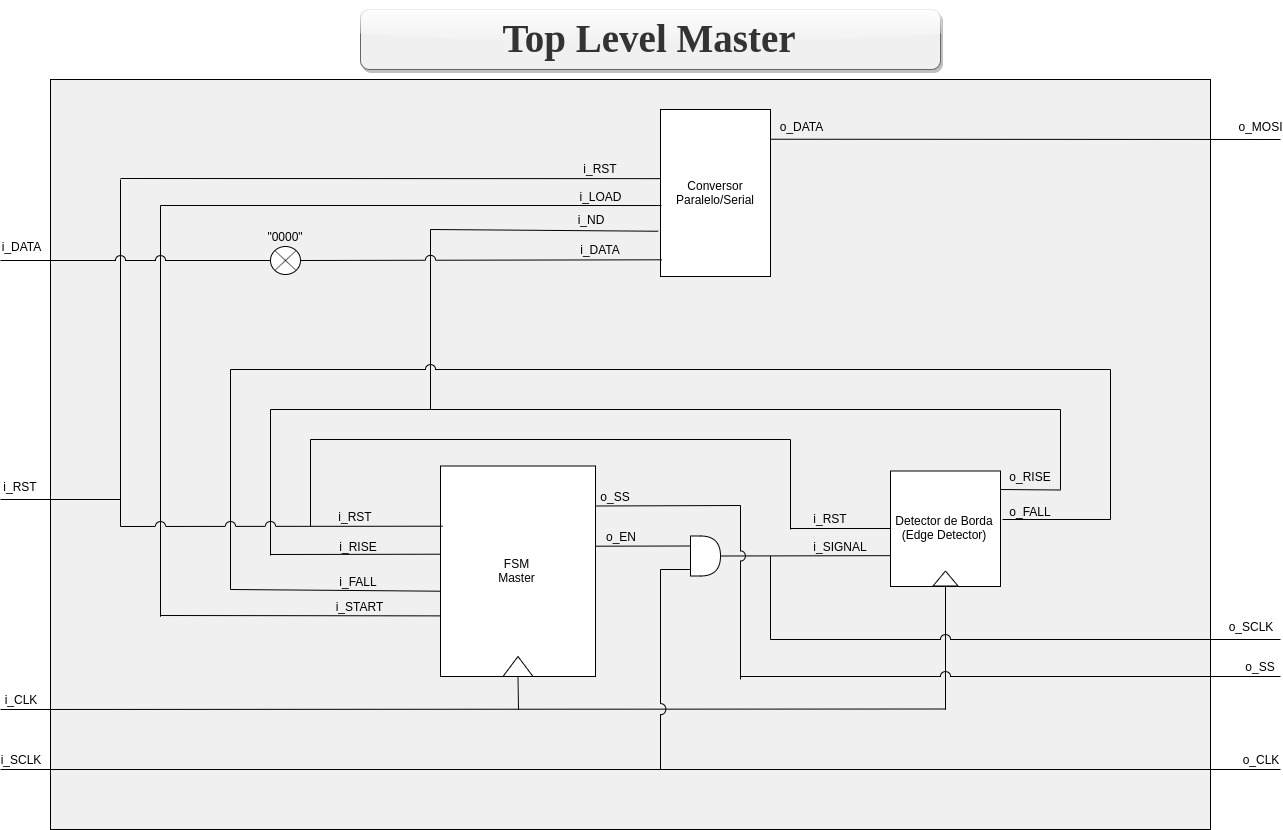 Top Level Master
o_DATA
o_MOSI
i_RST
Conversor
Paralelo/Serial
i_LOAD
i_ND
"0000"
i_DATA
i_DATA
i_RST
o_SS
o_RISE
i_RST
o_EN
i_RST
o_FALL
i_RISE
i_SIGNAL
Detector de Borda
(Edge Detector)
FSM
Master
i_FALL
i_START
o_SCLK
o_SS
i_CLK
i_SCLK
o_CLK